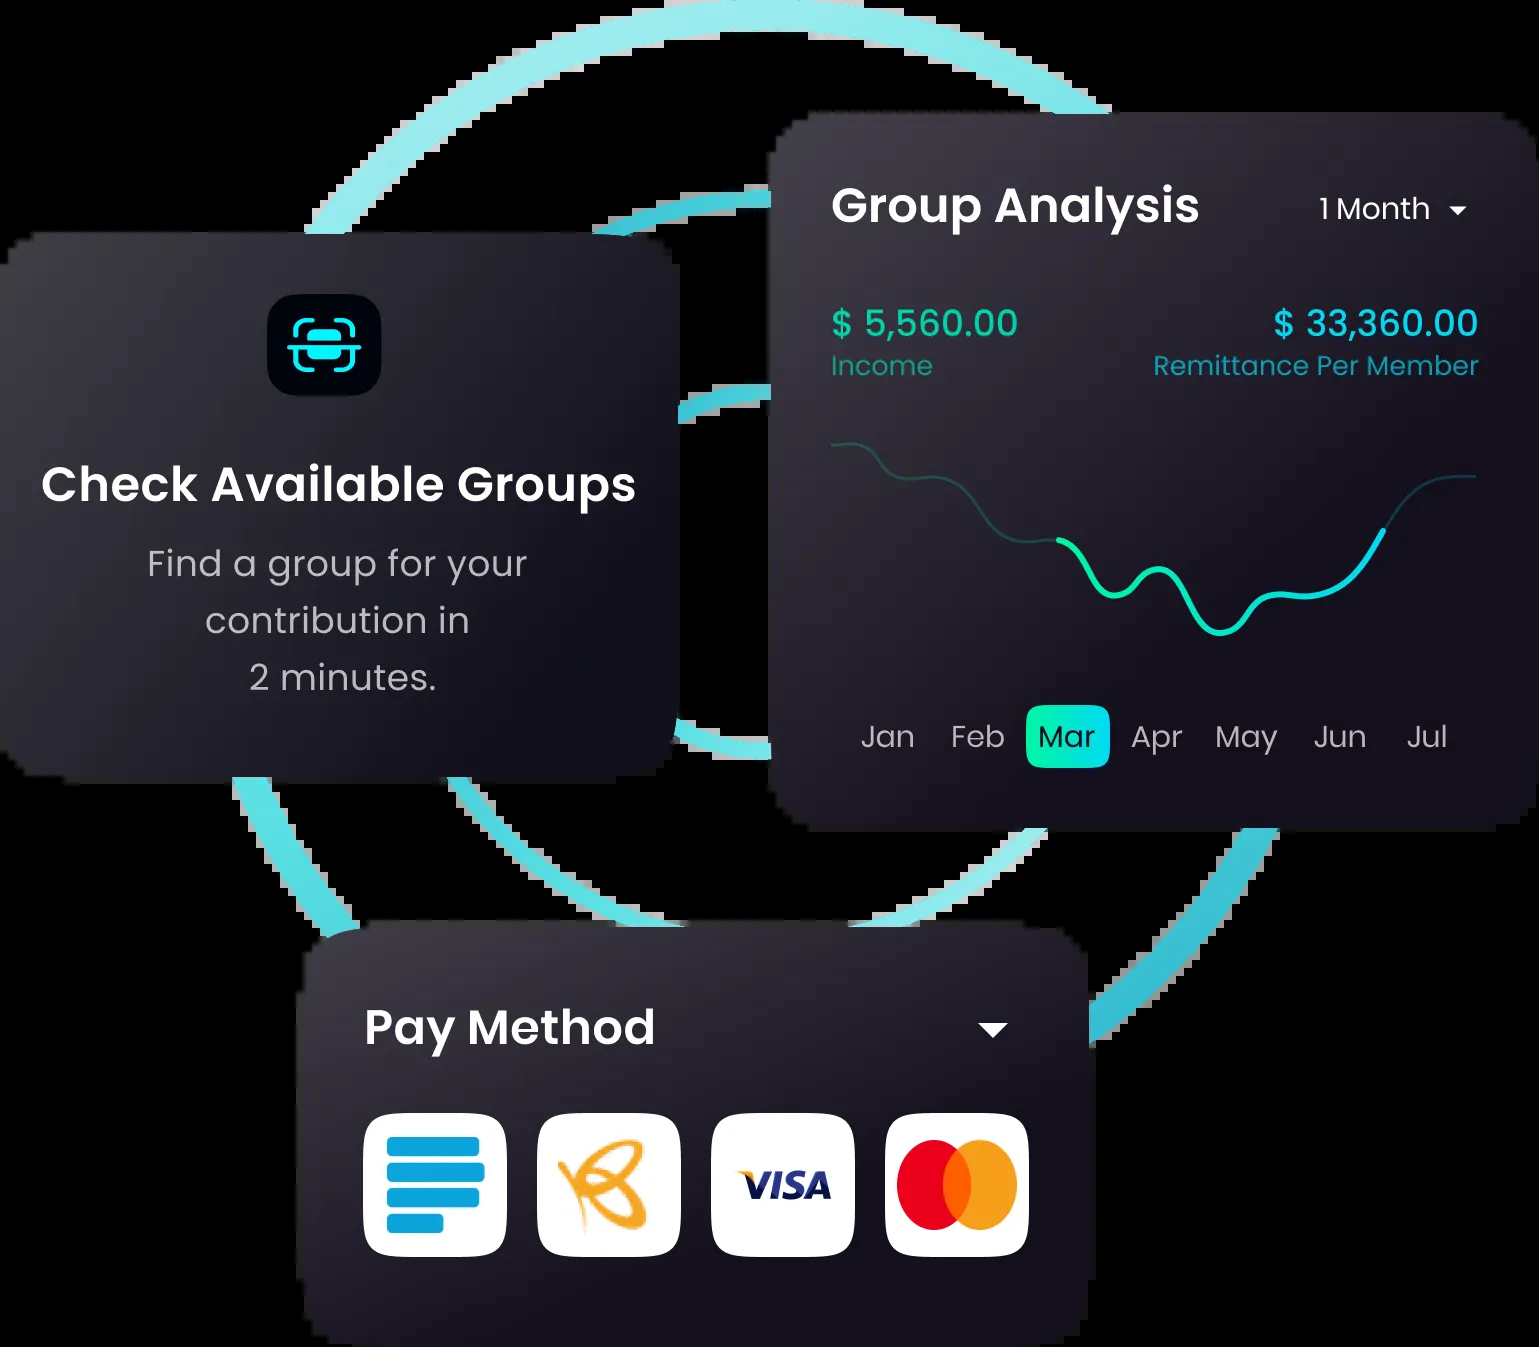 Group Analysis
1 Month
$ 5,560.00
$ 33,360.00
Income
Remittance Per Member
Jan Feb Mar Apr May Jun Jul
Check Available Groups
Find a group for your
contribution in
2 minutes.
Pay Method
VISA